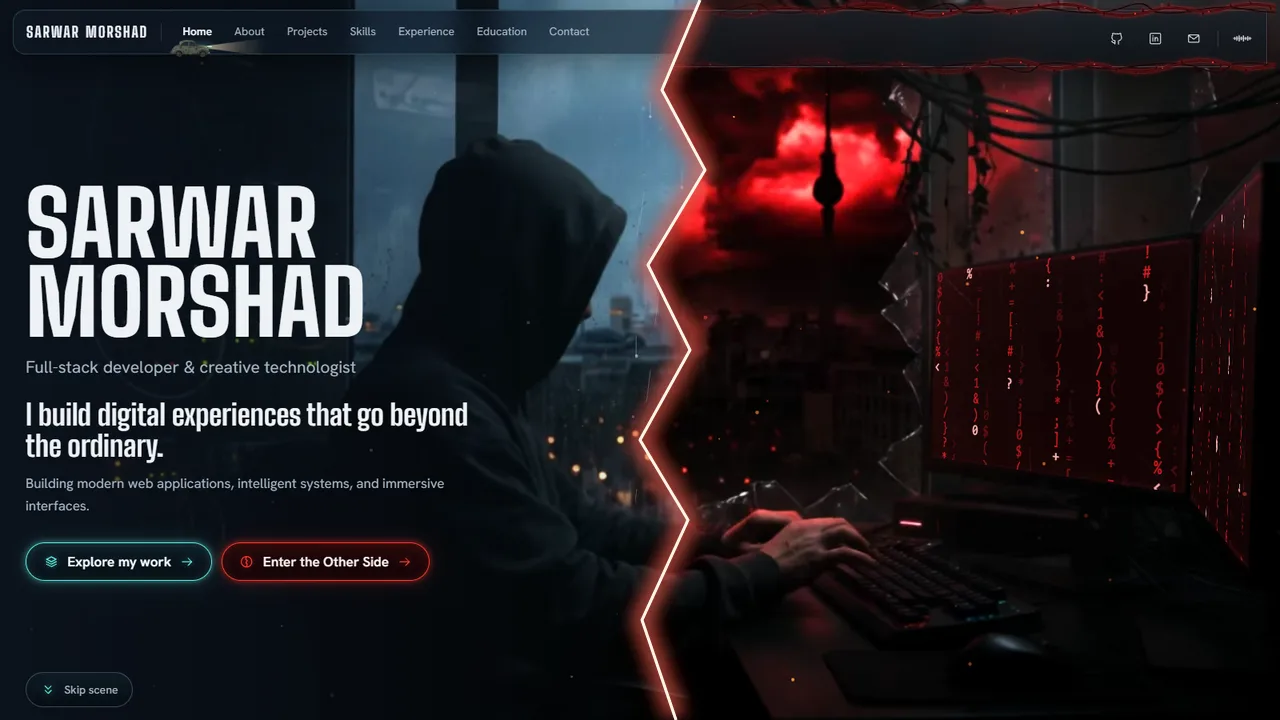 SARWAR MORSHAD
Home About Projects Skills Experience Education Contact
SARWAR
MORSHAD
Full-stack developer & creative technologist
I build digital experiences that go beyond
the ordinary.
Building modern web applications, intelligent systems, and immersive
interfaces.
Explore my work
Enter the Other Side
Skip scene